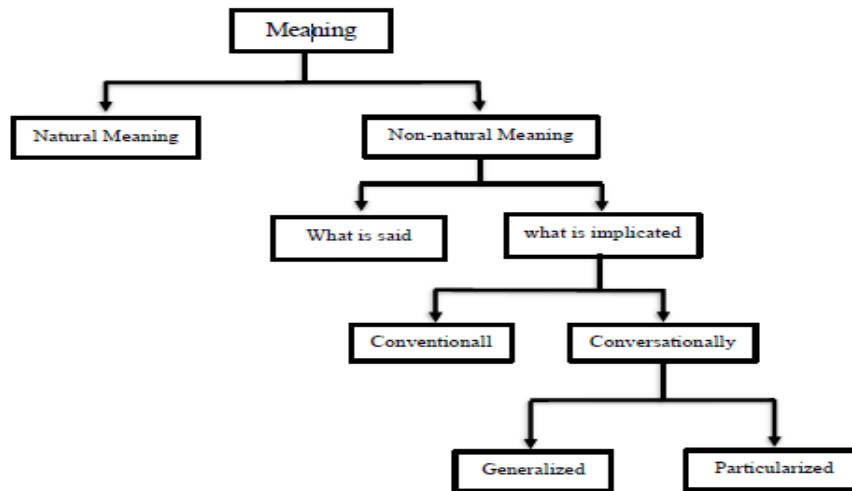 Meaning
Natural Meaning
Non-natural Meaning
What is said
what is implicated
Conventionall
Conversationally
Generalized
Particularized